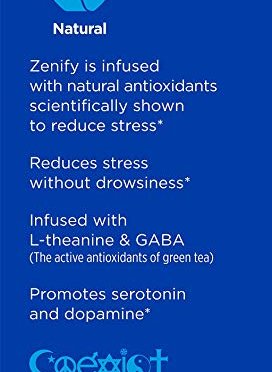 Natural
Zenify is infused
with natural antioxidants
scientifically shown
to reduce stress*
Reduces stress
without drowsiness*
Infused with
L-theanine & GABA
(The active antioxidants of green tea)
Promotes serotonin
and dopamine*
Coexist